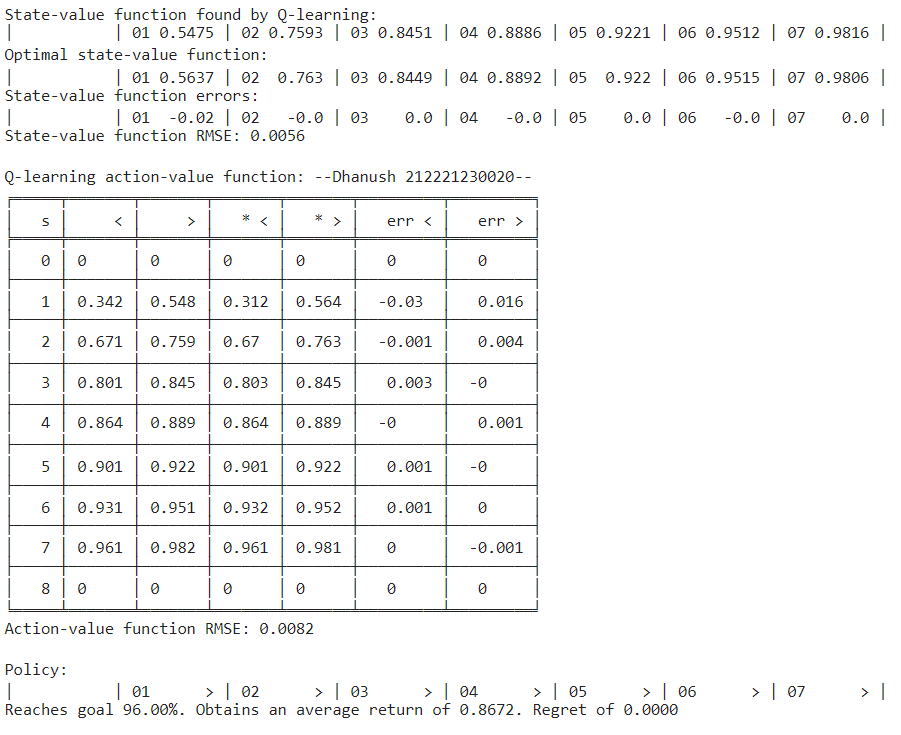 State-value function found by Q-learning:
| | 01 0.5475 | 02 0.7593 | 03 0.8451 | 04 0.8886 | 05 0.9221 | 06 0.9512 | 07 0.9816 |
Optimal state-value function:
| | 01 0.5637 | 02 0.763 | 03 0.8449 | 04 0.8892 | 05 0.922 | 06 0.9515 | 07 0.9806 |
State-value function errors:
| | 01 -0.02 | 02 -0.0 | 03 0.0 | 04 -0.0 | 05 0.0 | 06 -0.0 | 07 0.0 |
State-value function RMSE: 0.0056
Q-learning action-value function: --Dhanush 212221230020--
s < > * < * > err < err >
0 0 0 0 0 0 0
1 0.342 0.548 0.312 0.564 -0.03 0.016
2 0.671 0.759 0.67 0.763 -0.001 0.004
3 0.801 0.845 0.803 0.845 0.003 -0
4 0.864 0.889 0.864 0.889 -0 0.001
5 0.901 0.922 0.901 0.922 0.001 -0
6 0.931 0.951 0.932 0.952 0.001 0
7 0.961 0.982 0.961 0.981 0 -0.001
8 0 0 0 0 0 0
Action-value function RMSE: 0.0082
Policy:
| | 01 > | 02 > | 03 > | 04 > | 05 > | 06 > | 07 > |
Reaches goal 96.00%. Obtains an average return of 0.8672. Regret of 0.0000